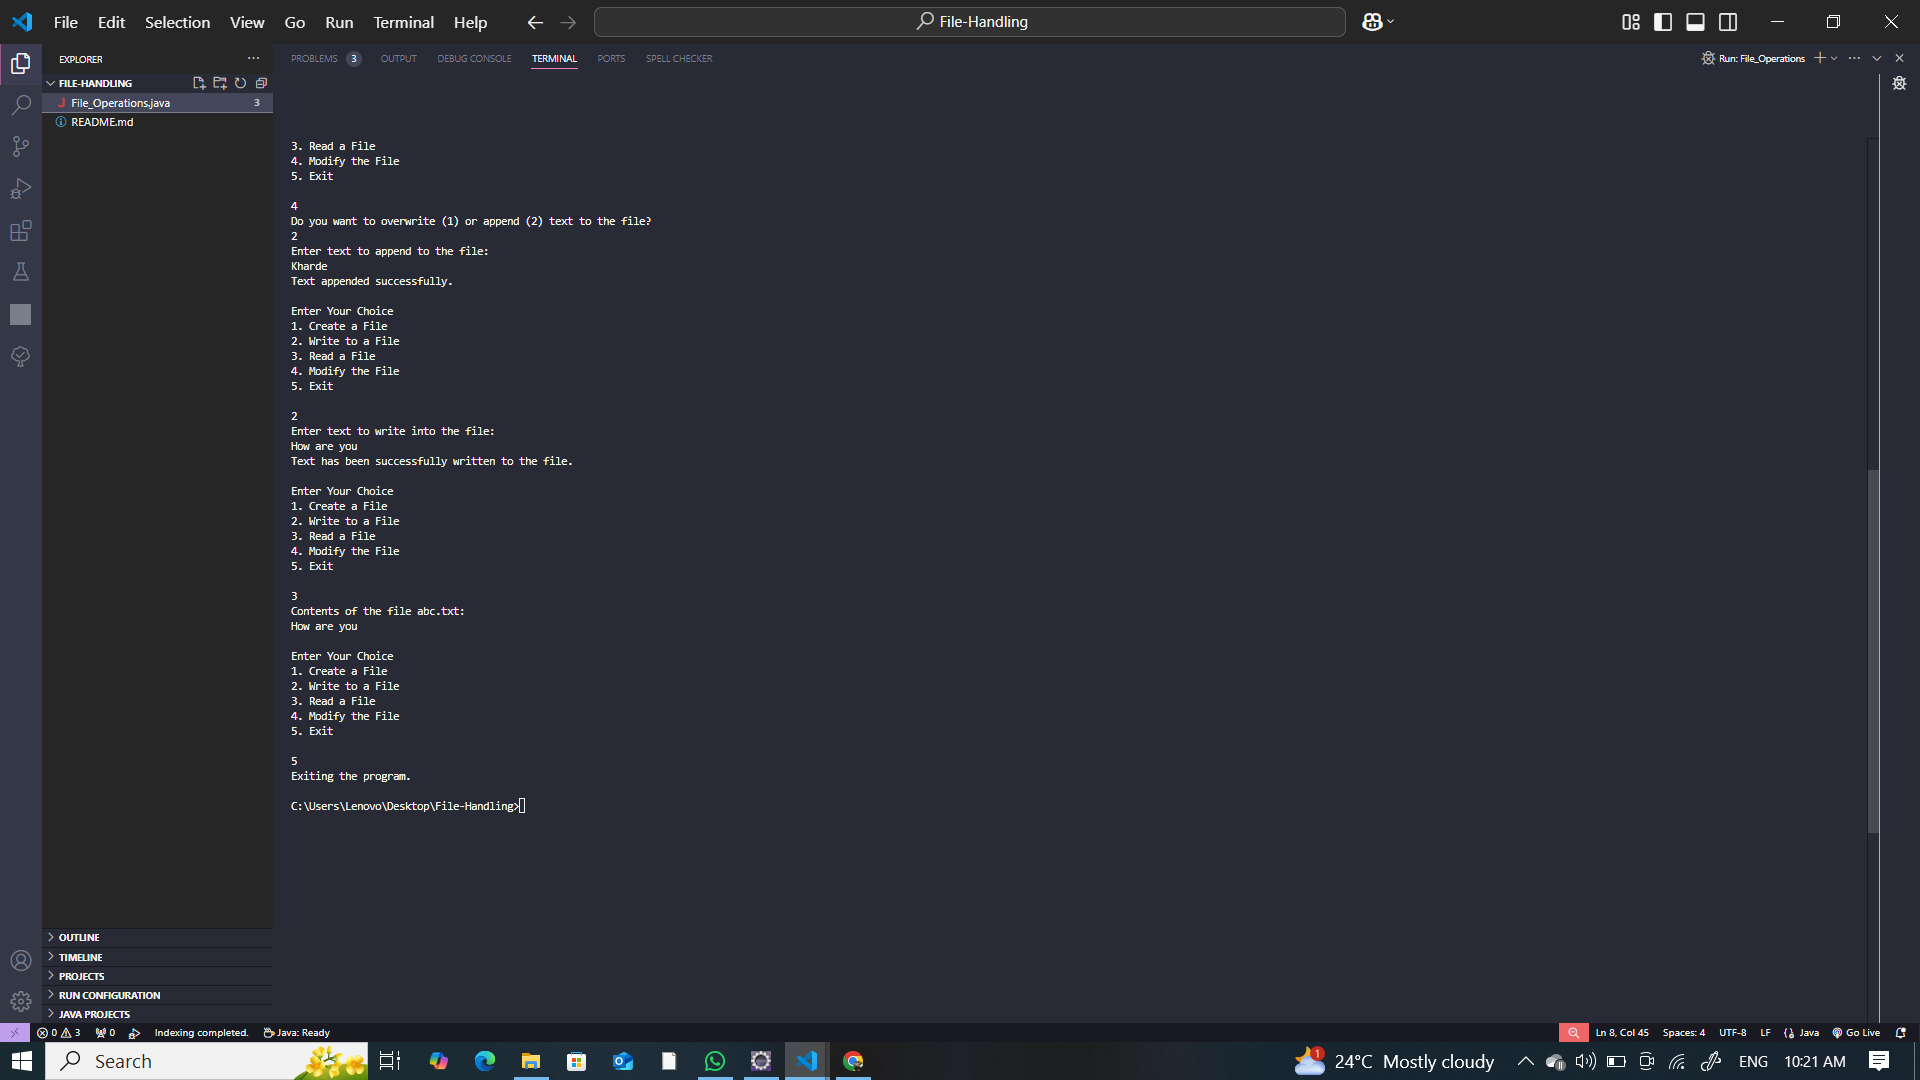 File Edit Selection View Go Run Terminal Help
File-Handling
EXPLORER
FILE-HANDLING
File_Operations.java 3
README.md
PROBLEMS 3 OUTPUT DEBUG CONSOLE TERMINAL PORTS SPELL CHECKER
Run: File_Operations
3. Read a File
4. Modify the File
5. Exit
4
Do you want to overwrite (1) or append (2) text to the file?
2
Enter text to append to the file:
Kharde
Text appended successfully.
Enter Your Choice
1. Create a File
2. Write to a File
3. Read a File
4. Modify the File
5. Exit
2
Enter text to write into the file:
How are you
Text has been successfully written to the file.
Enter Your Choice
1. Create a File
2. Write to a File
3. Read a File
4. Modify the File
5. Exit
3
Contents of the file abc.txt:
How are you
Enter Your Choice
1. Create a File
2. Write to a File
3. Read a File
4. Modify the File
5. Exit
5
Exiting the program.
C:\Users\Lenovo\Desktop\File-Handling>
OUTLINE
TIMELINE
PROJECTS
RUN CONFIGURATION
JAVA PROJECTS
0 3 0 Indexing completed. Java: Ready
Ln 8, Col 45 Spaces: 4 UTF-8 LF Java Go Live
Search
1 24°C Mostly cloudy ENG 10:21 AM